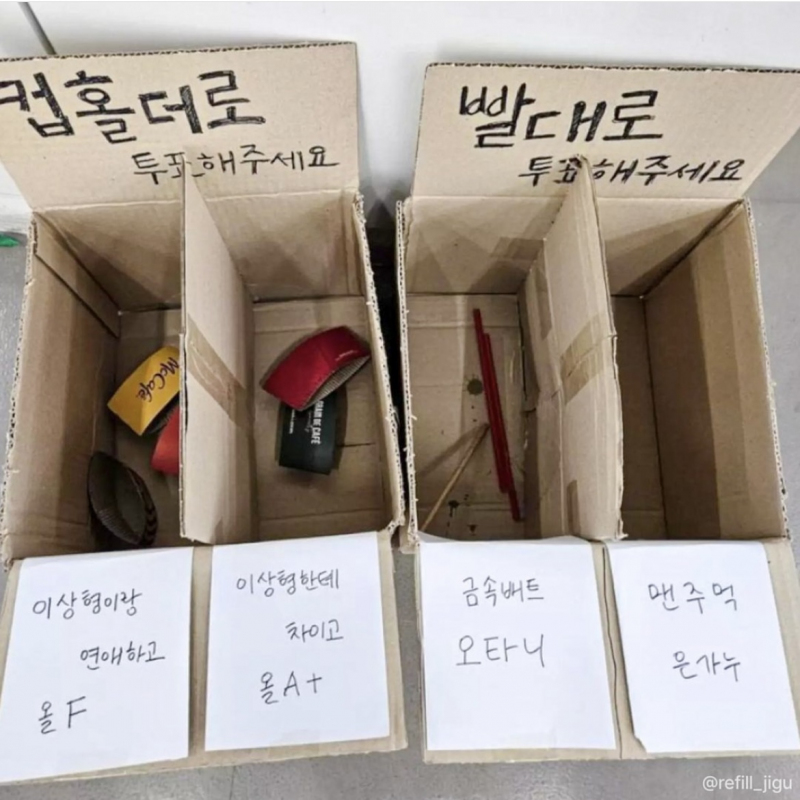 컵홀더로
투표해주세요
빨대로
투표해주세요
McCafé
이상형이랑
연애하고
올 F
이상형한테
차이고
올 A+
금속배트
오타니
맨주먹
은가누
@refill_jigu